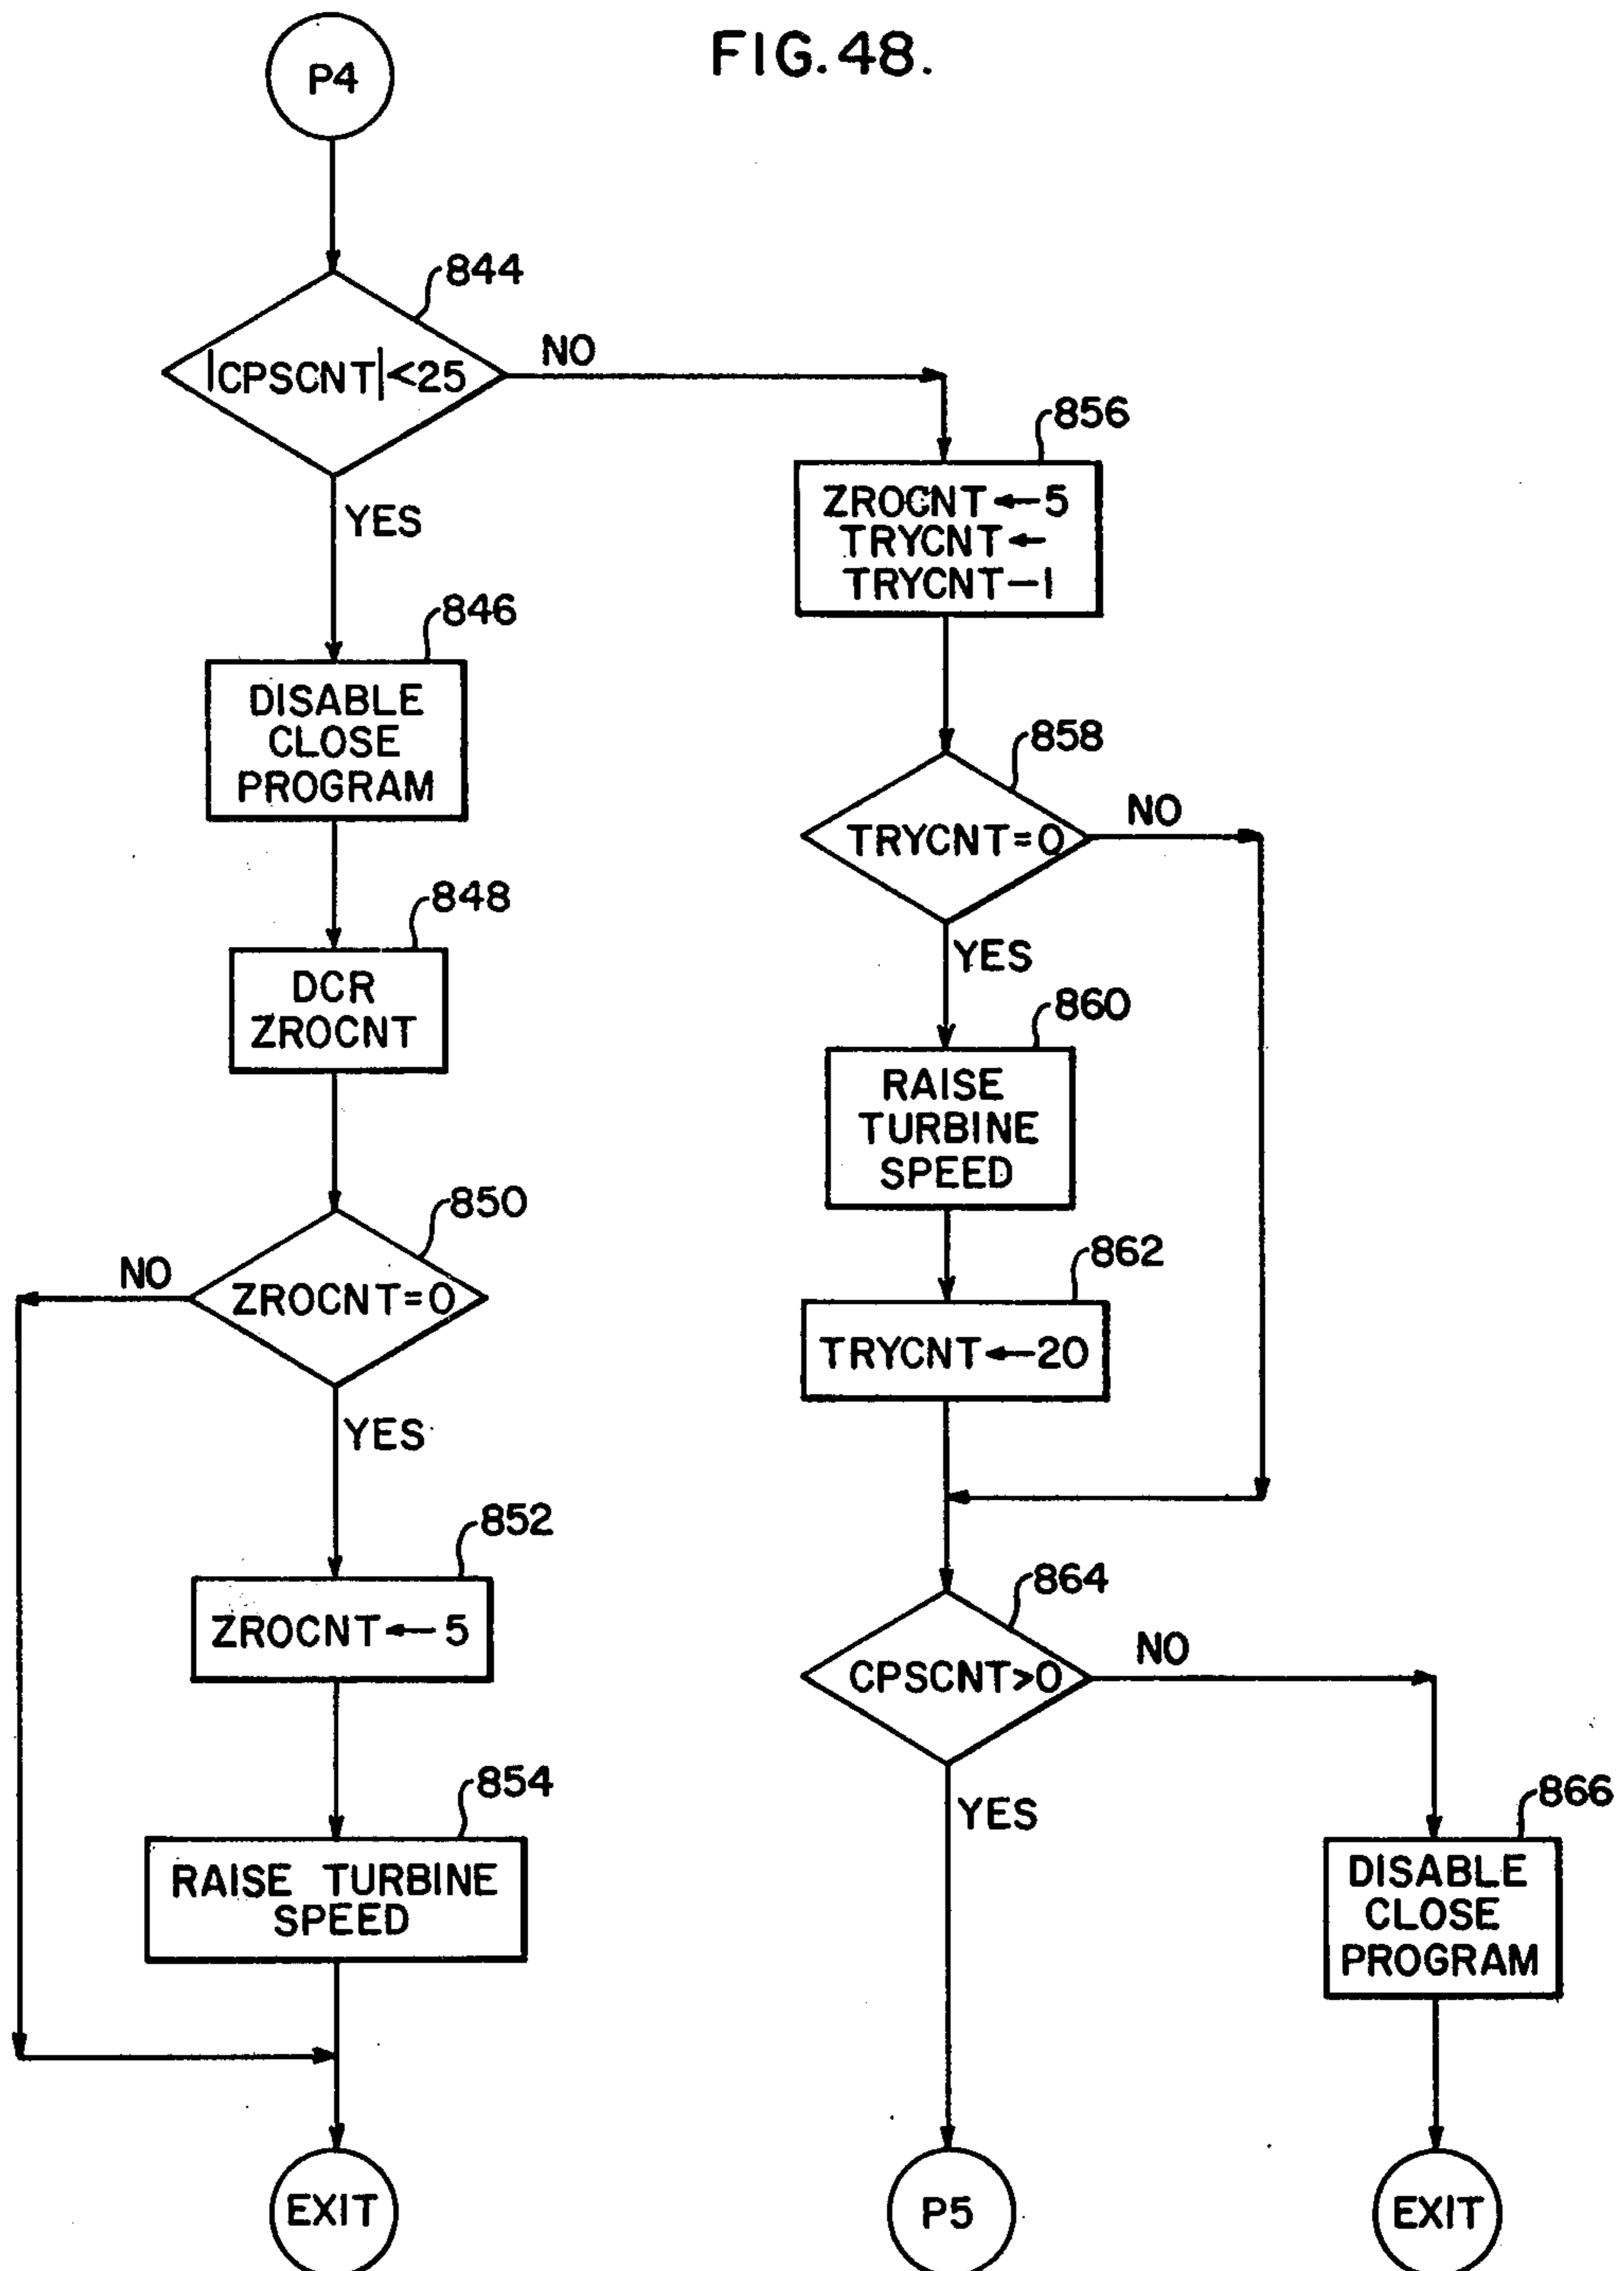 FIG. 48.
P4
844
|CPSCNT|<25
NO
YES
846
DISABLE
CLOSE
PROGRAM
848
DCR
ZROCNT
850
NO
ZROCNT=0
YES
852
ZROCNT←5
854
RAISE TURBINE
SPEED
EXIT
856
ZROCNT←5
TRYCNT←
TRYCNT-1
858
TRYCNT=0
NO
YES
860
RAISE
TURBINE
SPEED
862
TRYCNT←20
864
CPSCNT>0
NO
YES
P5
866
DISABLE
CLOSE
PROGRAM
EXIT